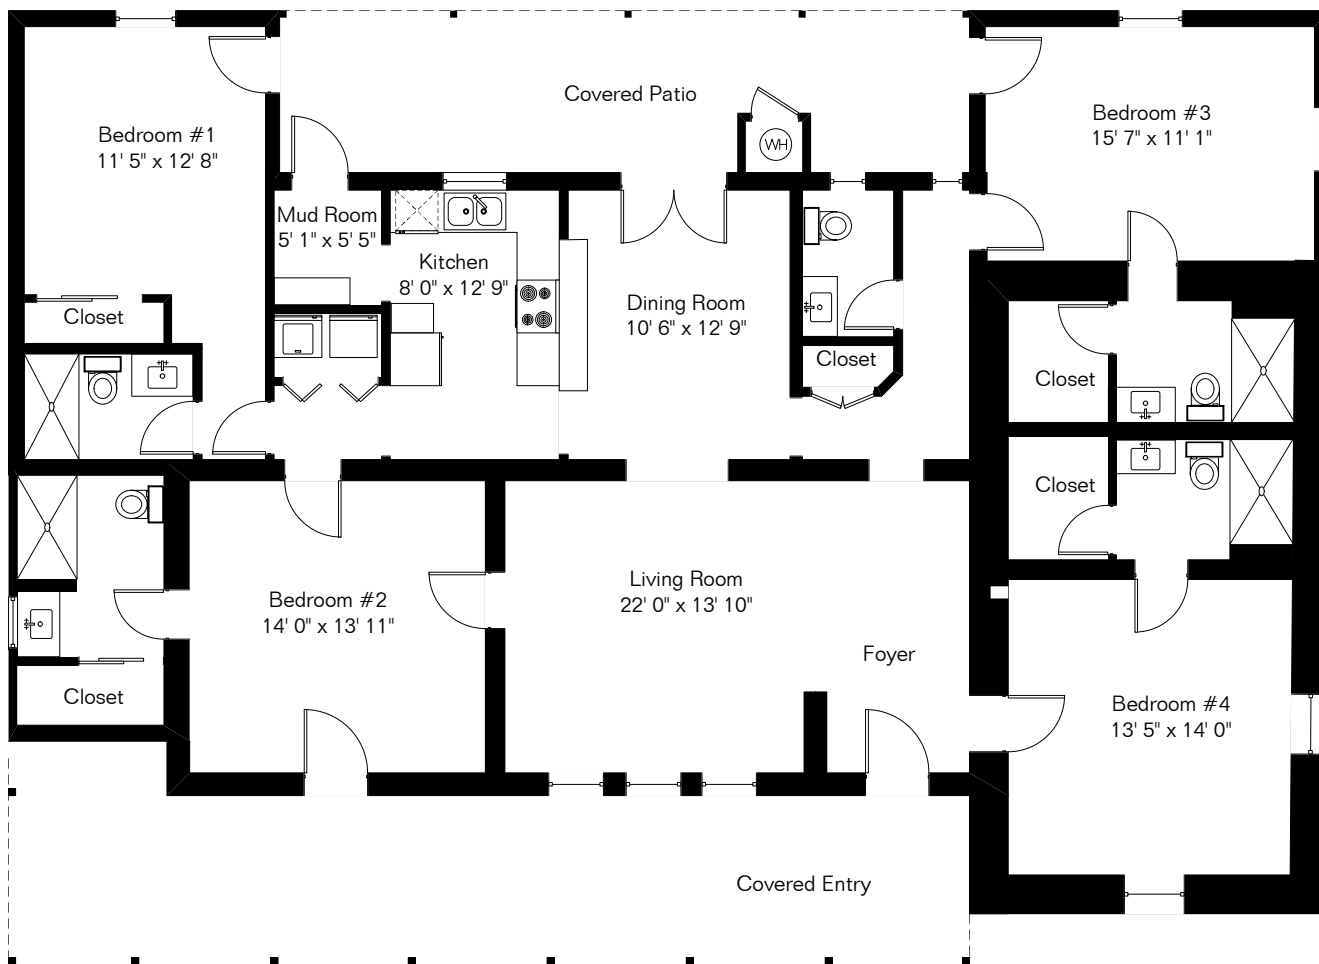 Covered Patio
Bedroom #3
15' 7" x 11' 1"
Bedroom #1
11' 5" x 12' 8"
WH
Mud Room
5' 1" x 5' 5"
Kitchen
8' 0" x 12' 9"
Dining Room
10' 6" x 12' 9"
Closet
Closet
Closet
Closet
Living Room
22' 0" x 13' 10"
Bedroom #2
14' 0" x 13' 11"
Foyer
Closet
Bedroom #4
13' 5" x 14' 0"
Covered Entry